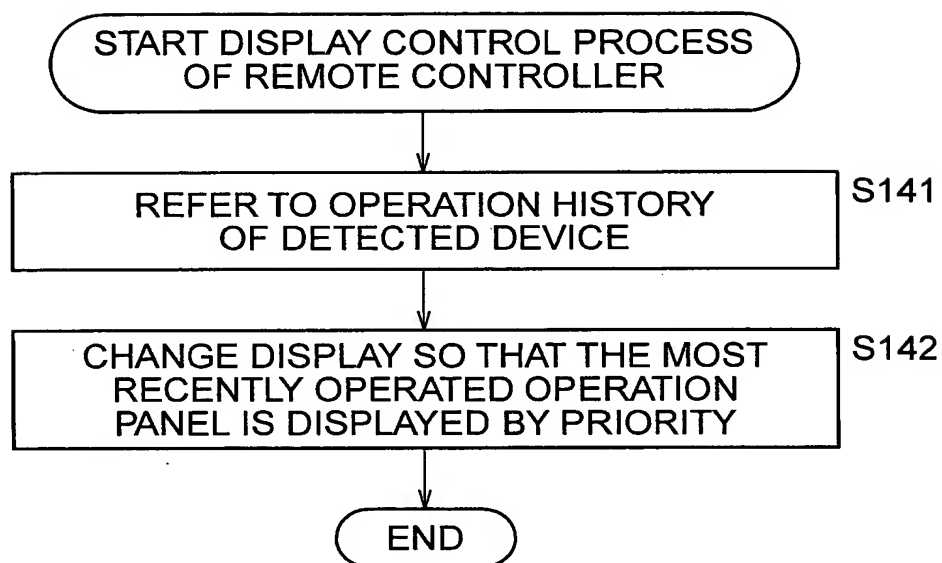 START DISPLAY CONTROL PROCESS
OF REMOTE CONTROLLER
REFER TO OPERATION HISTORY
OF DETECTED DEVICE
S141
CHANGE DISPLAY SO THAT THE MOST
RECENTLY OPERATED OPERATION
PANEL IS DISPLAYED BY PRIORITY
S142
END